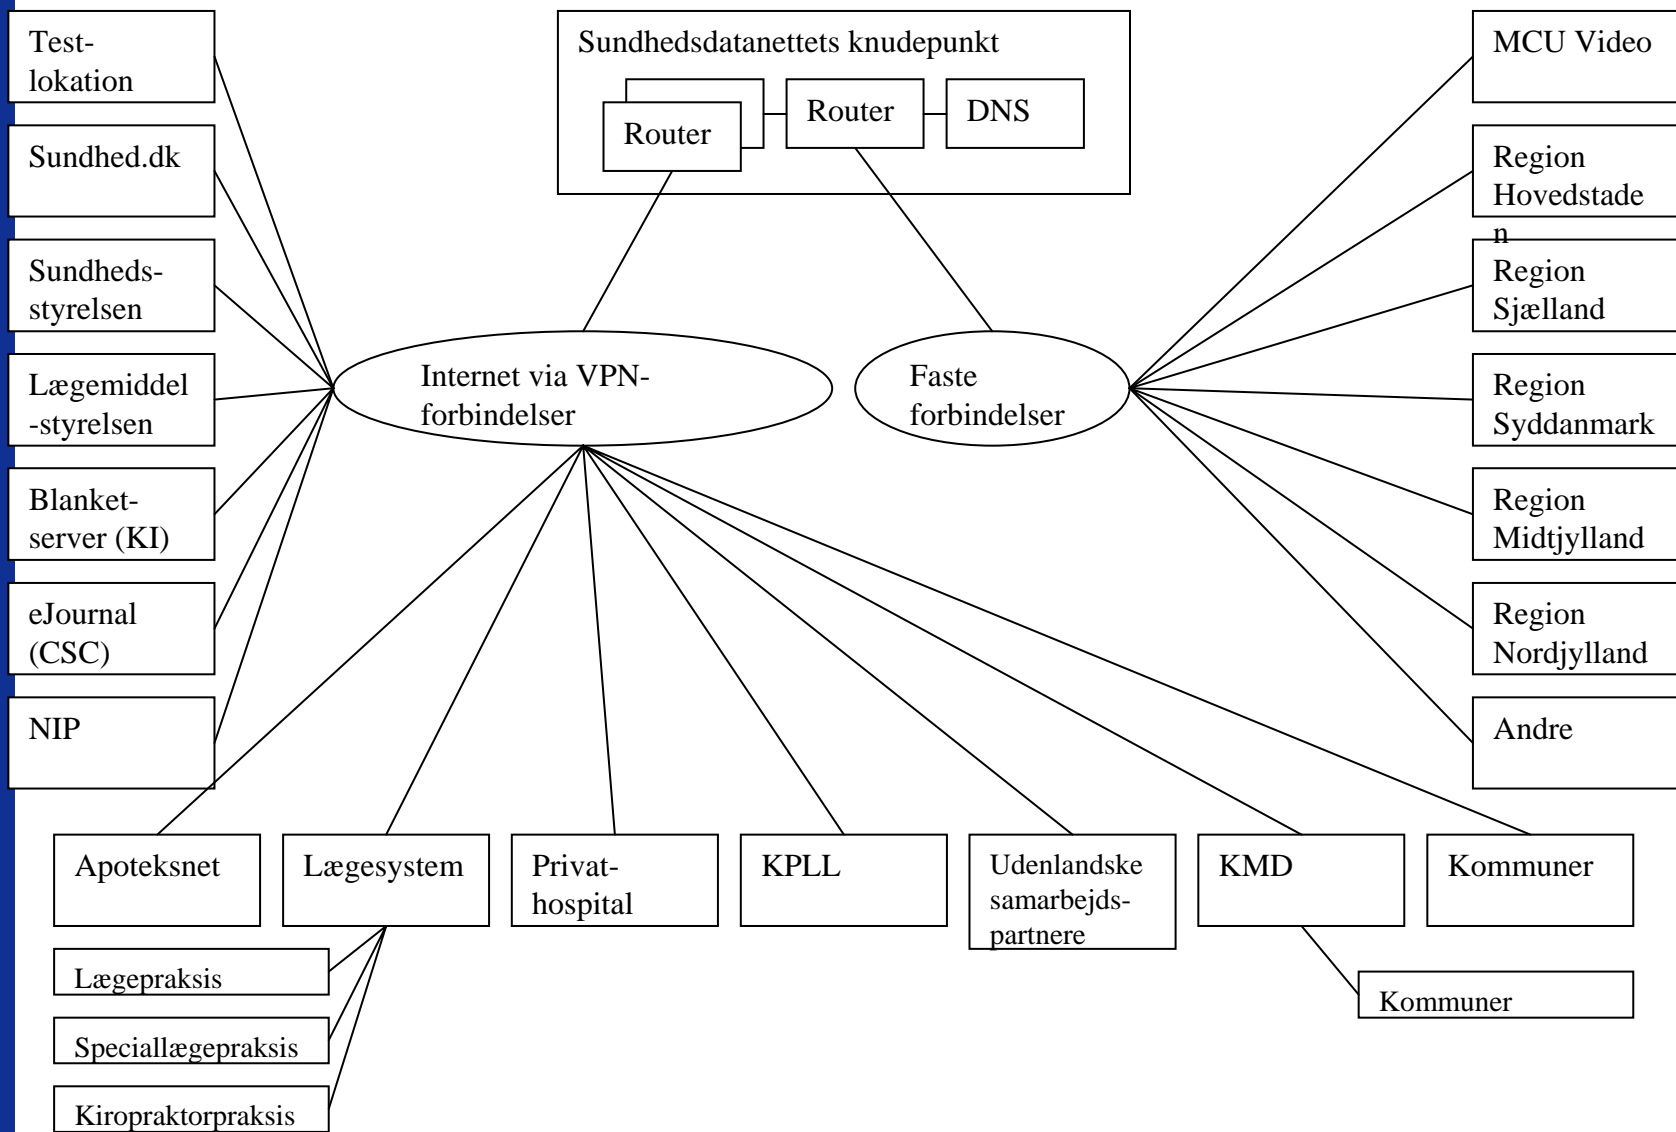 Test-
lokation
Sundhed.dk
Sundheds-
styrelsen
Lægemiddel
-styrelsen
Blanket-
server (KI)
eJournal
(CSC)
NIP
Sundhedsdatanettets knudepunkt
Router
Router
DNS
Internet via VPN-
forbindelser
Faste
forbindelser
MCU Video
Region
Hovedstade
n
Region
Sjælland
Region
Syddanmark
Region
Midtjylland
Region
Nordjylland
Andre
Apoteksnet
Lægesystem
Privat-
hospital
KPLL
Udenlandske
samarbejds-
partnere
KMD
Kommuner
Lægepraksis
Speciallægepraksis
Kiropraktorpraksis
Kommuner